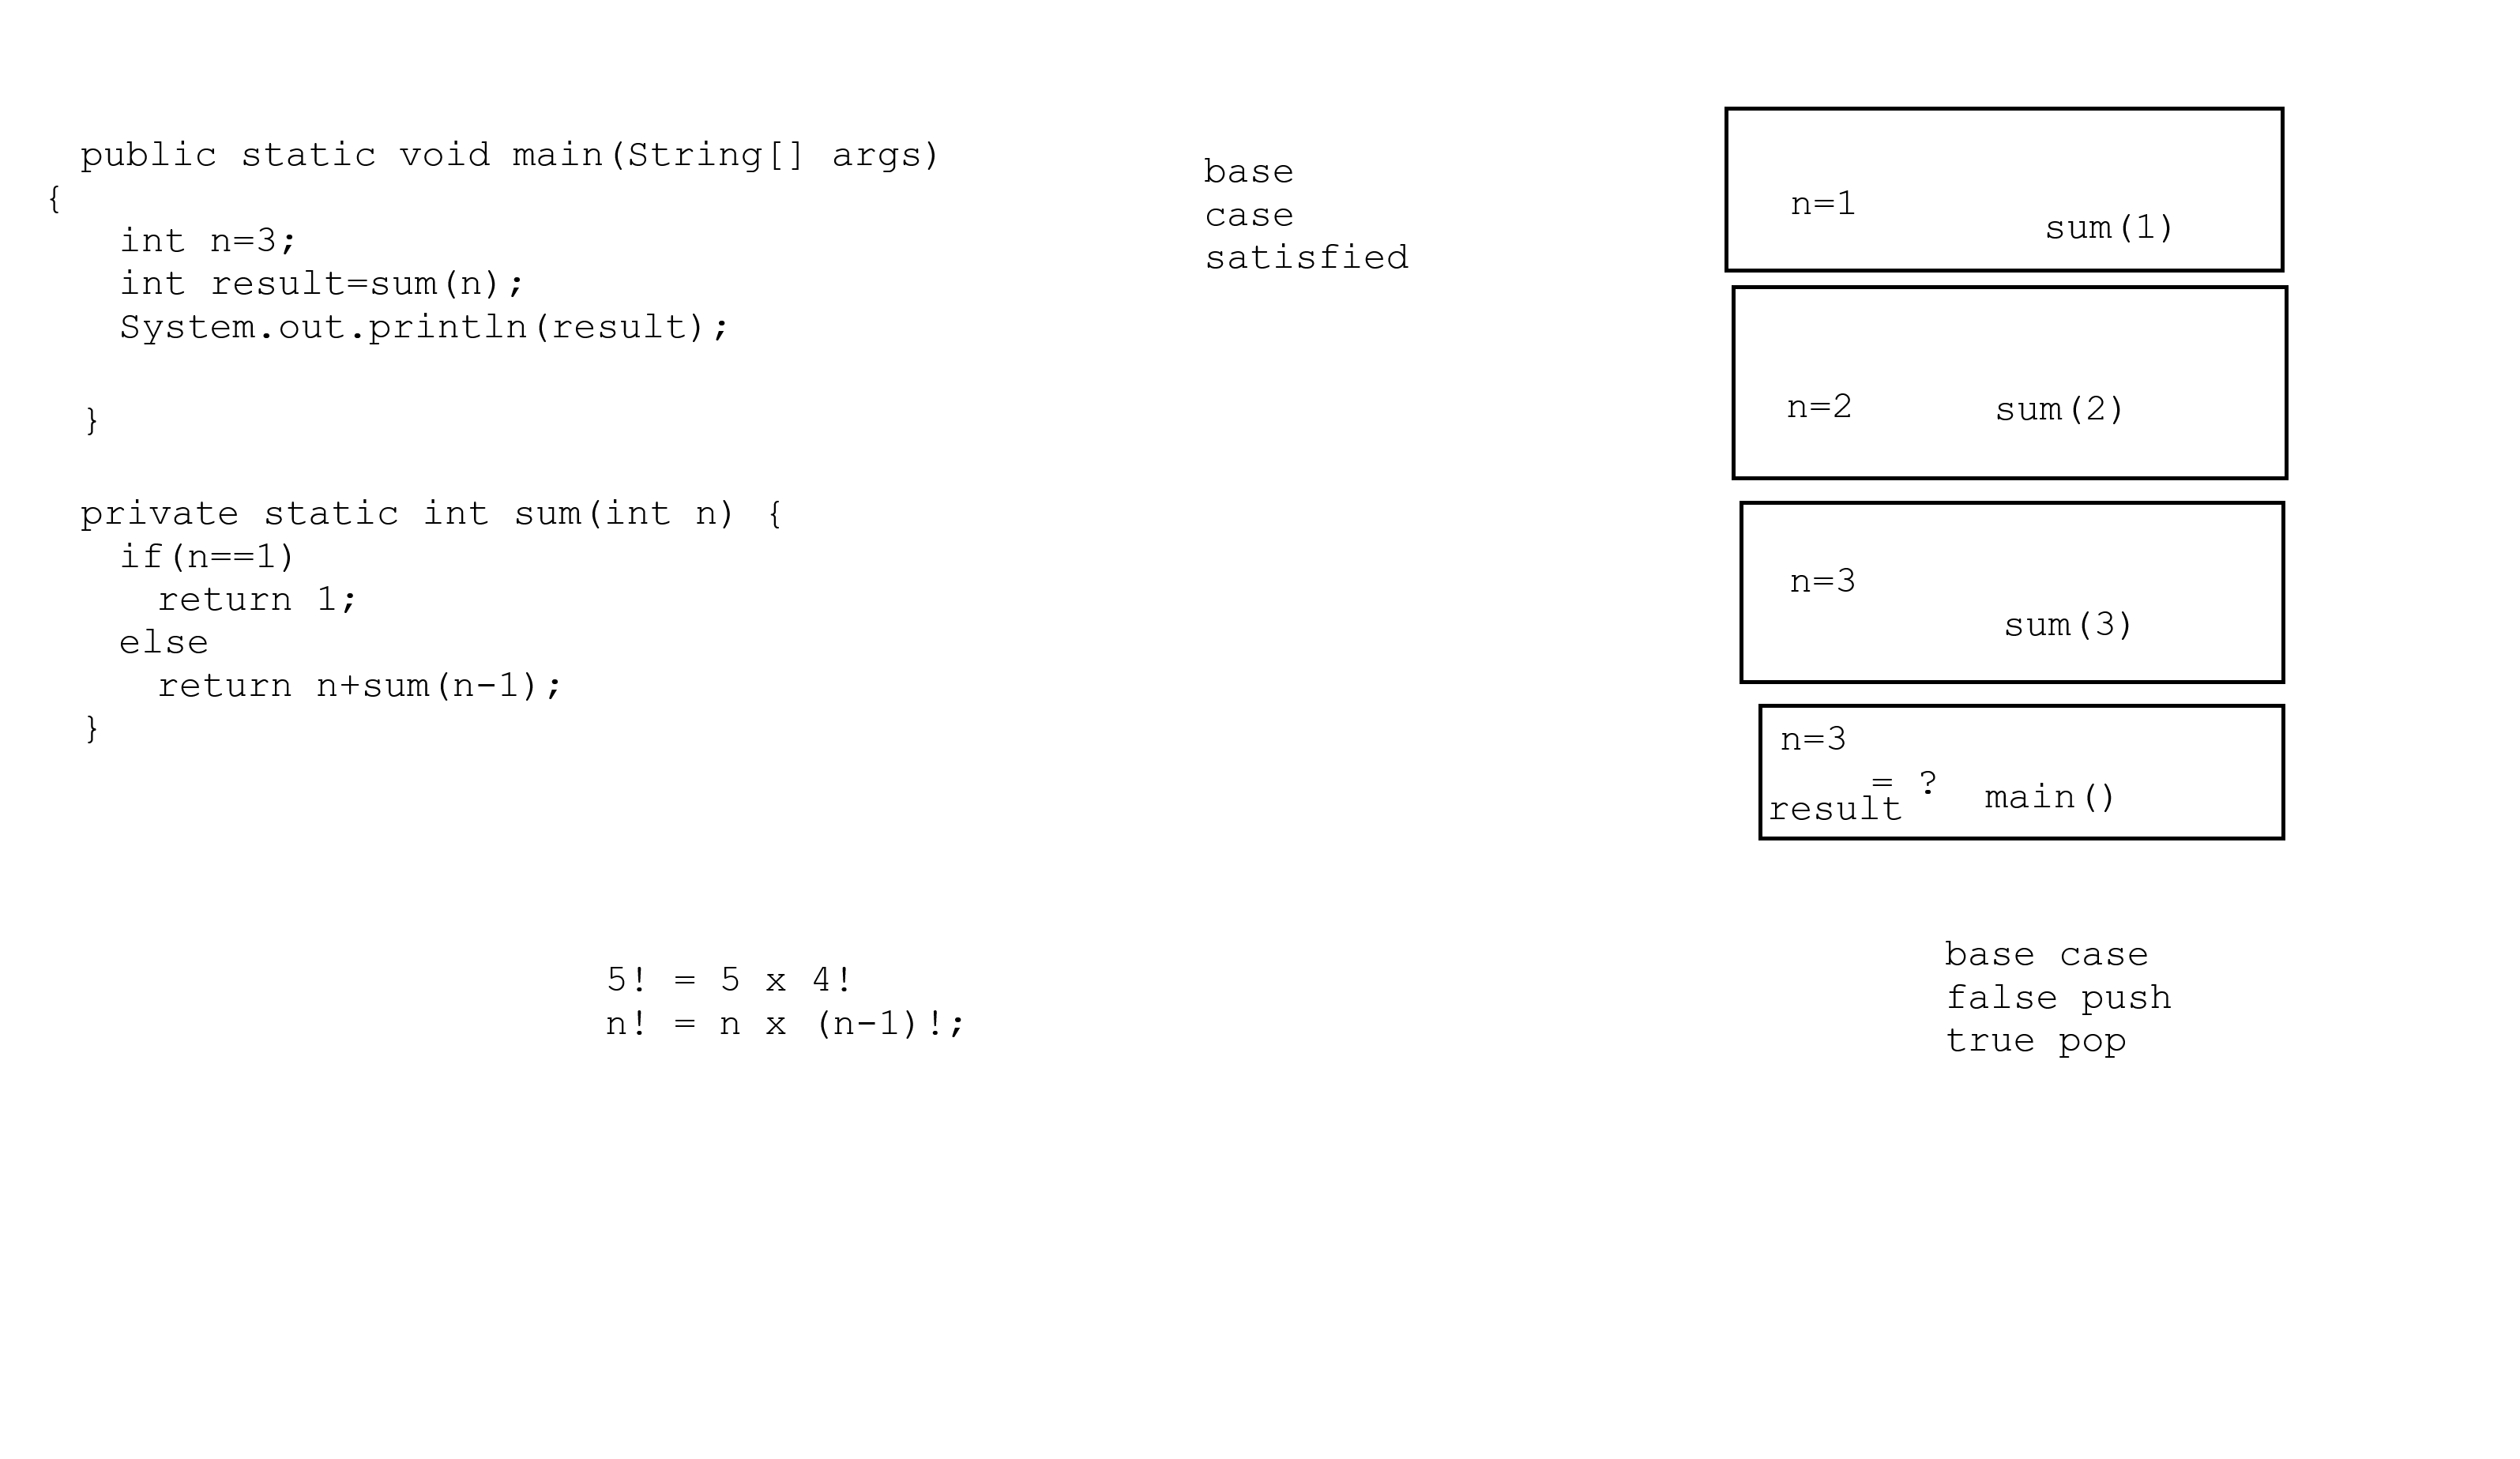 public static void main(String[] args)
{
int n=3;
int result=sum(n);
System.out.println(result);
}
private static int sum(int n) {
if(n==1)
return 1;
else
return n+sum(n-1);
}
base
case
satisfied
n=1
sum(1)
n=2
sum(2)
n=3
sum(3)
n=3
= ?
result
main()
5! = 5 x 4!
n! = n x (n-1)!;
base case
false push
true pop